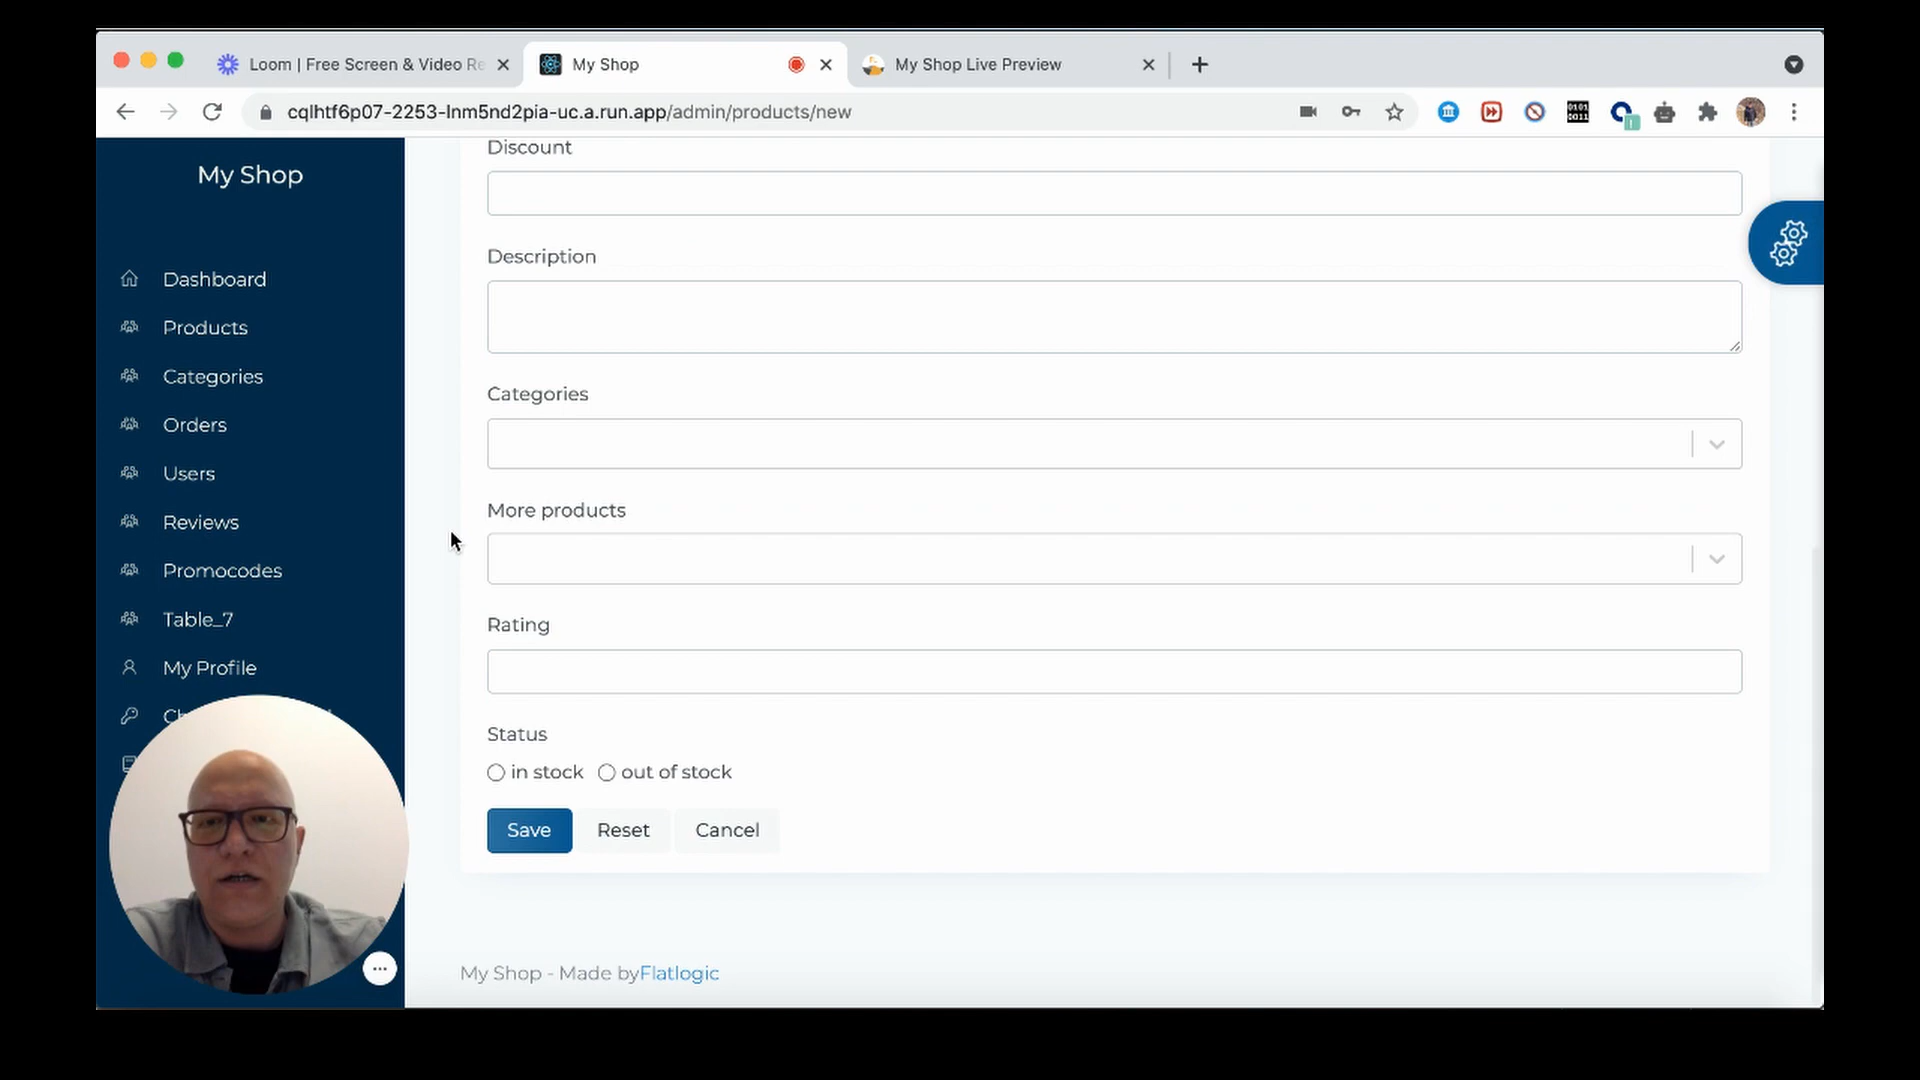 Loom | Free Screen & Video Re
My Shop
My Shop Live Preview
cqlhtf6p07-2253-lnm5nd2pia-uc.a.run.app/admin/products/new
My Shop
Dashboard
Products
Categories
Orders
Users
Reviews
Promocodes
Table_7
My Profile
Discount
Description
Categories
More products
Rating
Status
in stock
out of stock
Save
Reset
Cancel
My Shop - Made byFlatlogic